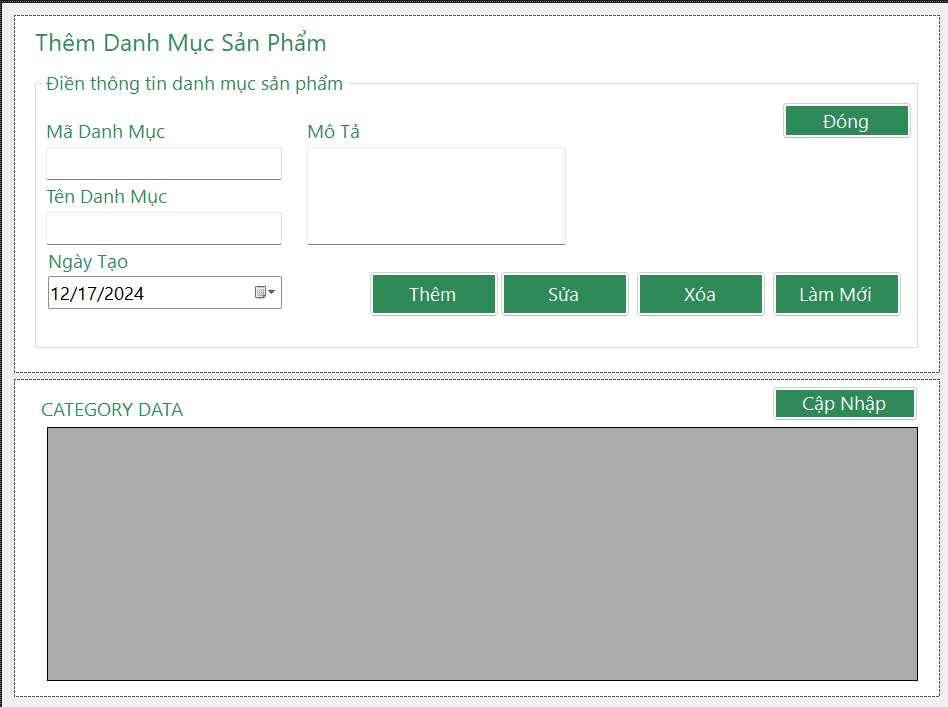 Thêm Danh Mục Sản Phẩm
Điền thông tin danh mục sản phẩm
Đóng
Mã Danh Mục
Mô Tả
Tên Danh Mục
Ngày Tạo
12/17/2024
Thêm
Sửa
Xóa
Làm Mới
CATEGORY DATA
Cập Nhập